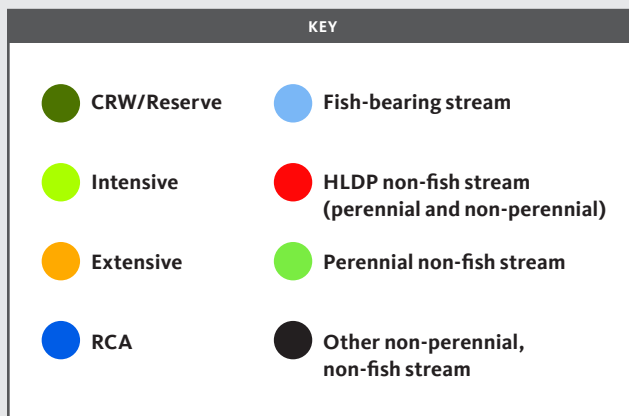 KEY
CRW/Reserve
Fish-bearing stream
Intensive
HLDP non-fish stream
(perennial and non-perennial)
Extensive
Perennial non-fish stream
RCA
Other non-perennial,
non-fish stream